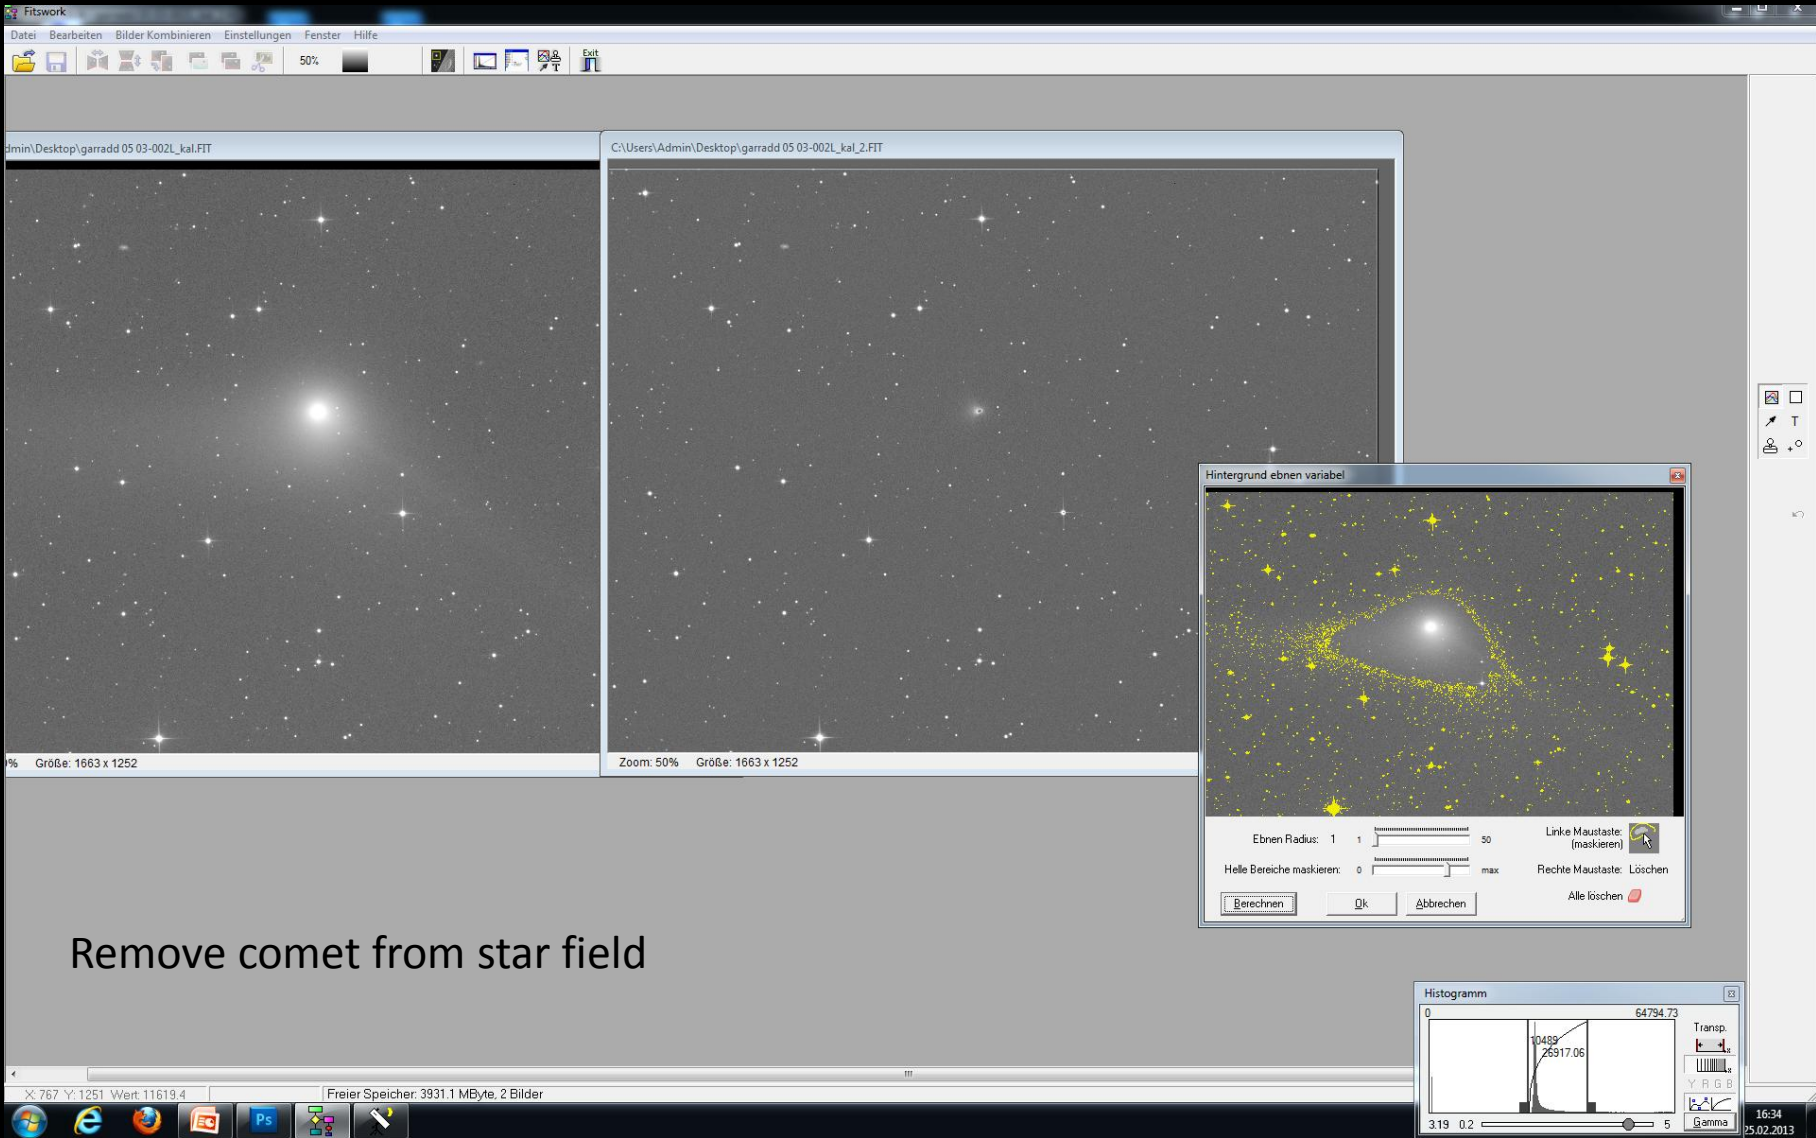 Fitswork
Datei Bearbeiten Bilder Kombinieren Einstellungen Fenster Hilfe
50%
Exit
T
dmin\Desktop\garradd 05 03-002L_kal.FIT
C:\Users\Admin\Desktop\garradd 05 03-002L_kal_2.FIT
T
Hintergrund ebnen variabel
% Größe: 1663 x 1252
Zoom: 50% Größe: 1663 x 1252
Ebnen Radius: 1 1 50
Linke Maustaste:
(maskieren)
Helle Bereiche maskieren: 0 max
Rechte Maustaste: Löschen
Alle löschen
Berechnen Ok Abbrechen
Remove comet from star field
Histogramm
0 64794.73
Transp.
10489
26917.06
Y R G B
3.19 0.2 5 Gamma
X: 767 Y: 1251 Wert: 11619.4 Freier Speicher: 3931.1 MByte, 2 Bilder
Ps
16:34
25.02.2013